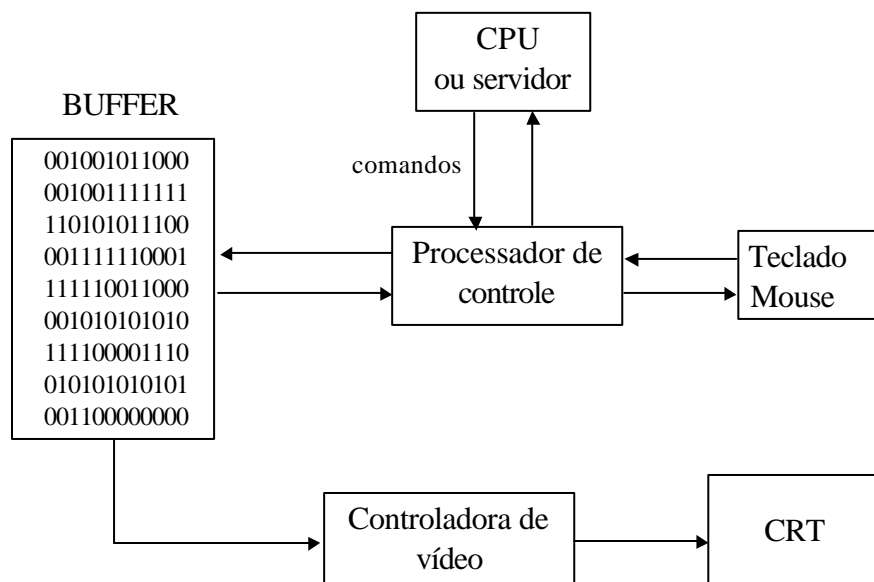 CPU
ou servidor
BUFFER
001001011000
001001111111
110101011100
001111110001
111110011000
001010101010
111100001110
010101010101
001100000000
comandos
Processador de
controle
Teclado
Mouse
Controladora de
vídeo
CRT